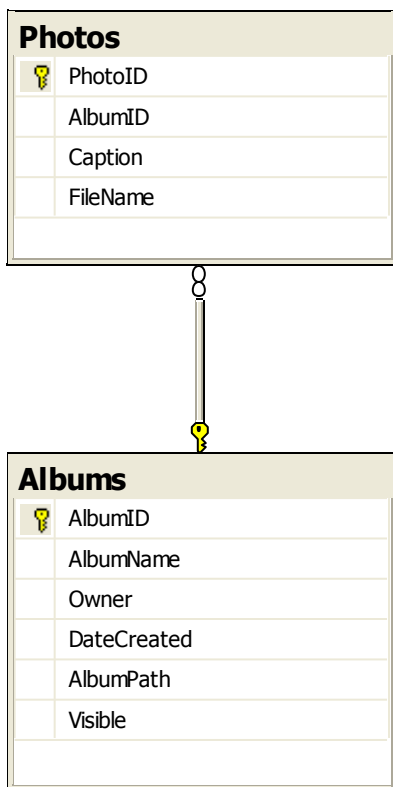 Photos
PhotoID
AlbumID
Caption
FileName
Albums
AlbumID
AlbumName
Owner
DateCreated
AlbumPath
Visible